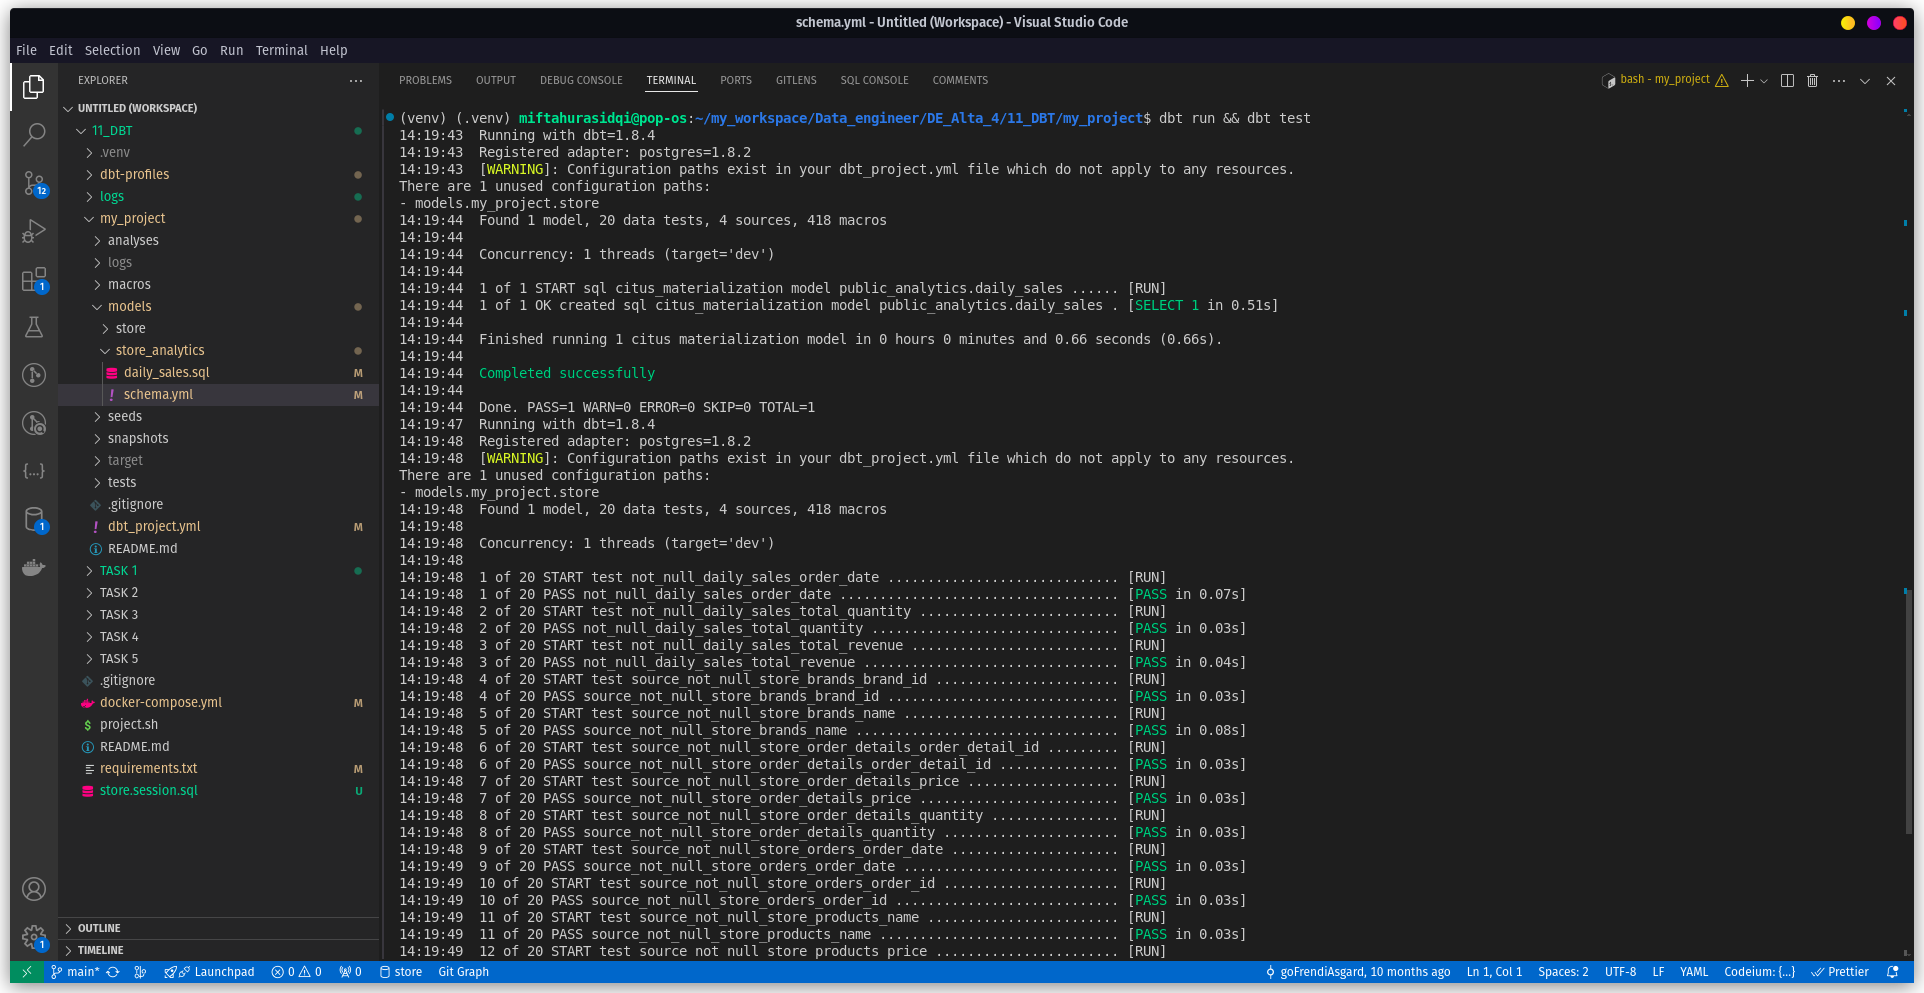 schema.yml - Untitled (Workspace) - Visual Studio Code
File Edit Selection View Go Run Terminal Help
EXPLORER
UNTITLED (WORKSPACE)
11_DBT
.venv
dbt-profiles
logs
my_project
analyses
logs
macros
models
store
store_analytics
daily_sales.sql M
schema.yml M
seeds
snapshots
target
tests
.gitignore
dbt_project.yml M
README.md
TASK 1
TASK 2
TASK 3
TASK 4
TASK 5
.gitignore
docker-compose.yml M
project.sh
README.md
requirements.txt M
store.session.sql U
OUTLINE
TIMELINE
12
1
1
1
PROBLEMS OUTPUT DEBUG CONSOLE TERMINAL PORTS GITLENS SQL CONSOLE COMMENTS
bash - my_project
(venv) (.venv) miftahurasidqi@pop-os:~/my_workspace/Data_engineer/DE_Alta_4/11_DBT/my_project$ dbt run && dbt test
14:19:43 Running with dbt=1.8.4
14:19:43 Registered adapter: postgres=1.8.2
14:19:43 [WARNING]: Configuration paths exist in your dbt_project.yml file which do not apply to any resources.
There are 1 unused configuration paths:
- models.my_project.store
14:19:44 Found 1 model, 20 data tests, 4 sources, 418 macros
14:19:44
14:19:44 Concurrency: 1 threads (target='dev')
14:19:44
14:19:44 1 of 1 START sql citus_materialization model public_analytics.daily_sales ...... [RUN]
14:19:44 1 of 1 OK created sql citus_materialization model public_analytics.daily_sales . [SELECT 1 in 0.51s]
14:19:44
14:19:44 Finished running 1 citus materialization model in 0 hours 0 minutes and 0.66 seconds (0.66s).
14:19:44
14:19:44 Completed successfully
14:19:44
14:19:44 Done. PASS=1 WARN=0 ERROR=0 SKIP=0 TOTAL=1
14:19:47 Running with dbt=1.8.4
14:19:48 Registered adapter: postgres=1.8.2
14:19:48 [WARNING]: Configuration paths exist in your dbt_project.yml file which do not apply to any resources.
There are 1 unused configuration paths:
- models.my_project.store
14:19:48 Found 1 model, 20 data tests, 4 sources, 418 macros
14:19:48
14:19:48 Concurrency: 1 threads (target='dev')
14:19:48
14:19:48 1 of 20 START test not_null_daily_sales_order_date ............................. [RUN]
14:19:48 1 of 20 PASS not_null_daily_sales_order_date ................................... [PASS in 0.07s]
14:19:48 2 of 20 START test not_null_daily_sales_total_quantity ......................... [RUN]
14:19:48 2 of 20 PASS not_null_daily_sales_total_quantity ............................... [PASS in 0.03s]
14:19:48 3 of 20 START test not_null_daily_sales_total_revenue .......................... [RUN]
14:19:48 3 of 20 PASS not_null_daily_sales_total_revenue ................................ [PASS in 0.04s]
14:19:48 4 of 20 START test source_not_null_store_brands_brand_id ....................... [RUN]
14:19:48 4 of 20 PASS source_not_null_store_brands_brand_id ............................. [PASS in 0.03s]
14:19:48 5 of 20 START test source_not_null_store_brands_name ........................... [RUN]
14:19:48 5 of 20 PASS source_not_null_store_brands_name ................................. [PASS in 0.08s]
14:19:48 6 of 20 START test source_not_null_store_order_details_order_detail_id ......... [RUN]
14:19:48 6 of 20 PASS source_not_null_store_order_details_order_detail_id ............... [PASS in 0.03s]
14:19:48 7 of 20 START test source_not_null_store_order_details_price ................... [RUN]
14:19:48 7 of 20 PASS source_not_null_store_order_details_price ......................... [PASS in 0.03s]
14:19:48 8 of 20 START test source_not_null_store_order_details_quantity ................ [RUN]
14:19:48 8 of 20 PASS source_not_null_store_order_details_quantity ...................... [PASS in 0.03s]
14:19:48 9 of 20 START test source_not_null_store_orders_order_date ..................... [RUN]
14:19:49 9 of 20 PASS source_not_null_store_orders_order_date ........................... [PASS in 0.03s]
14:19:49 10 of 20 START test source_not_null_store_orders_order_id ...................... [RUN]
14:19:49 10 of 20 PASS source_not_null_store_orders_order_id ............................ [PASS in 0.03s]
14:19:49 11 of 20 START test source_not_null_store_products_name ........................ [RUN]
14:19:49 11 of 20 PASS source_not_null_store_products_name .............................. [PASS in 0.03s]
14:19:49 12 of 20 START test source_not_null_store_products_price ....................... [RUN]
main* Launchpad 0 0 0 store Git Graph goFrendiAsgard, 10 months ago Ln 1, Col 1 Spaces: 2 UTF-8 LF YAML Codeium: {...} Prettier